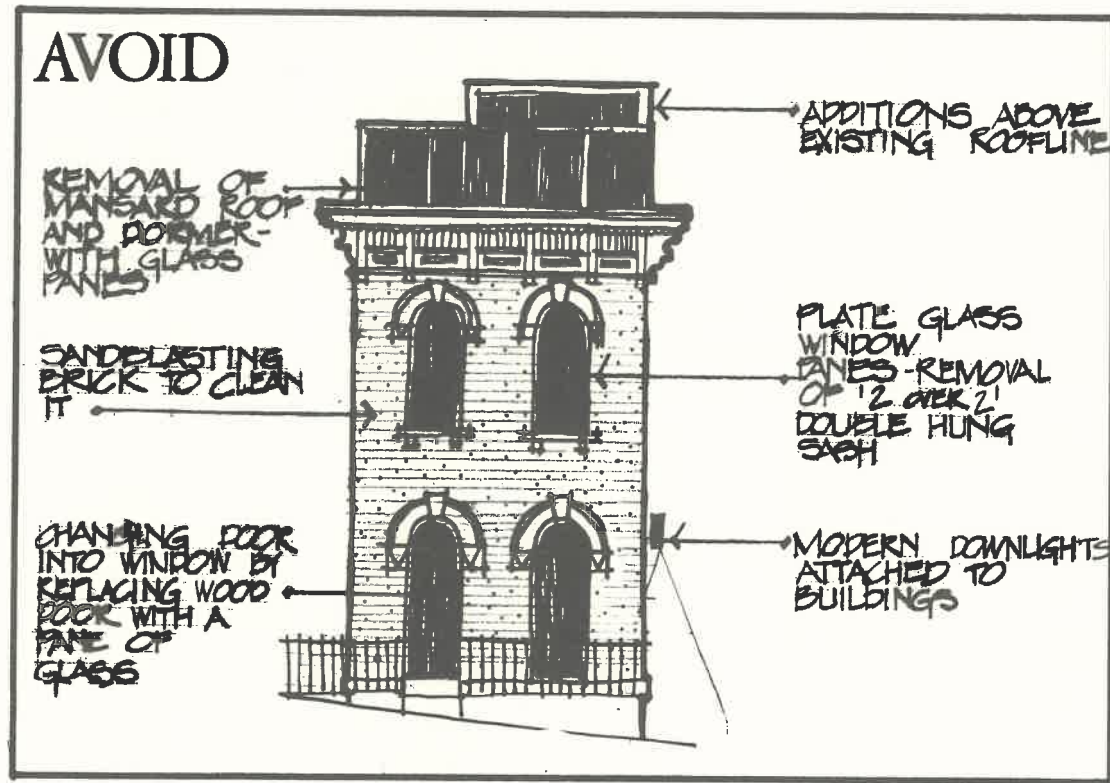 AVOID
REMOVAL OF
MANSARD ROOF
AND DORMER-
WITH GLASS
PANES
SANDBLASTING
BRICK TO CLEAN
IT
CHANGING DOOR
INTO WINDOW BY
REPLACING WOOD
DOOR WITH A
PANE OF
GLASS
ADDITIONS ABOVE
EXISTING ROOFLINE
PLATE GLASS
WINDOW
PANES-REMOVAL
OF '2 OVER 2'
DOUBLE HUNG
SASH
MODERN DOWNLIGHTS
ATTACHED TO
BUILDINGS